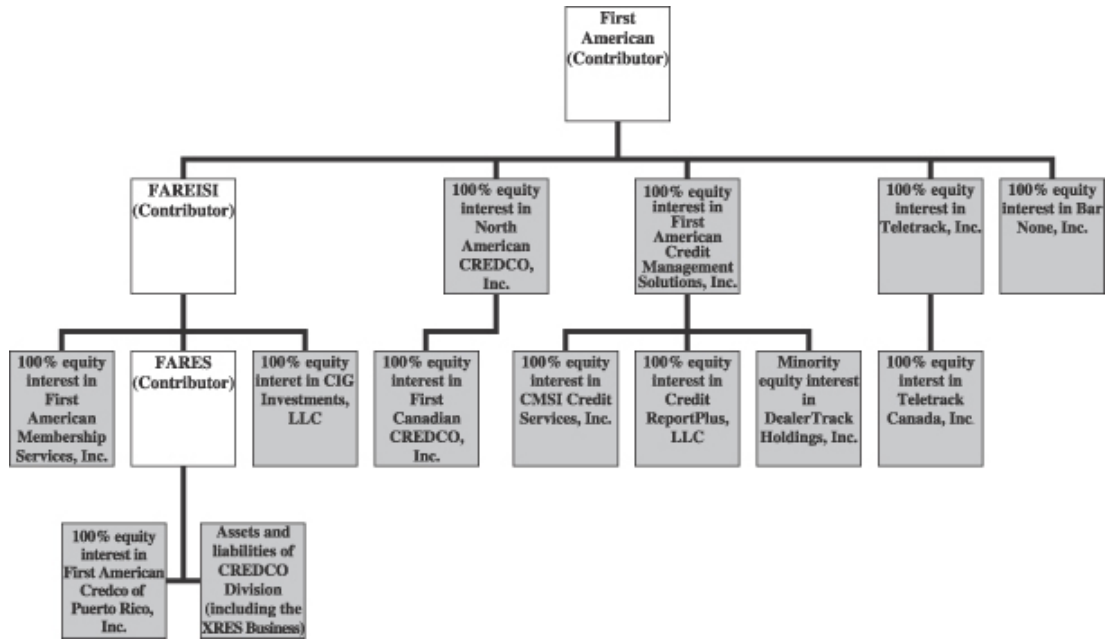 First
American
(Contributor)
FAREISI
(Contributor)
100% equity
interest in
North
American
CREDCO,
Inc.
100% equity
interest in
First
American
Credit
Management
Solutions, Inc.
100% equity
interest in
Teletrack, Inc.
100% equity
interest in Bar
None, Inc.
100% equity
interest in
First
American
Membership
Services, Inc.
FARES
(Contributor)
100% equity
interet in CIG
Investments,
LLC
100% equity
interest in
First
Canadian
CREDCO,
Inc.
100% equity
interest in
CMSI Credit
Services, Inc.
100% equity
interest in
Credit
ReportPlus,
LLC
Minority
equity interest
in
DealerTrack
Holdings, Inc.
100% equity
interst in
Teletrack
Canada, Inc
100% equity
interest in
First American
Credco of
Puerto Rico,
Inc.
Assets and
liabilities of
CREDCO
Division
(including the
XRES Business)